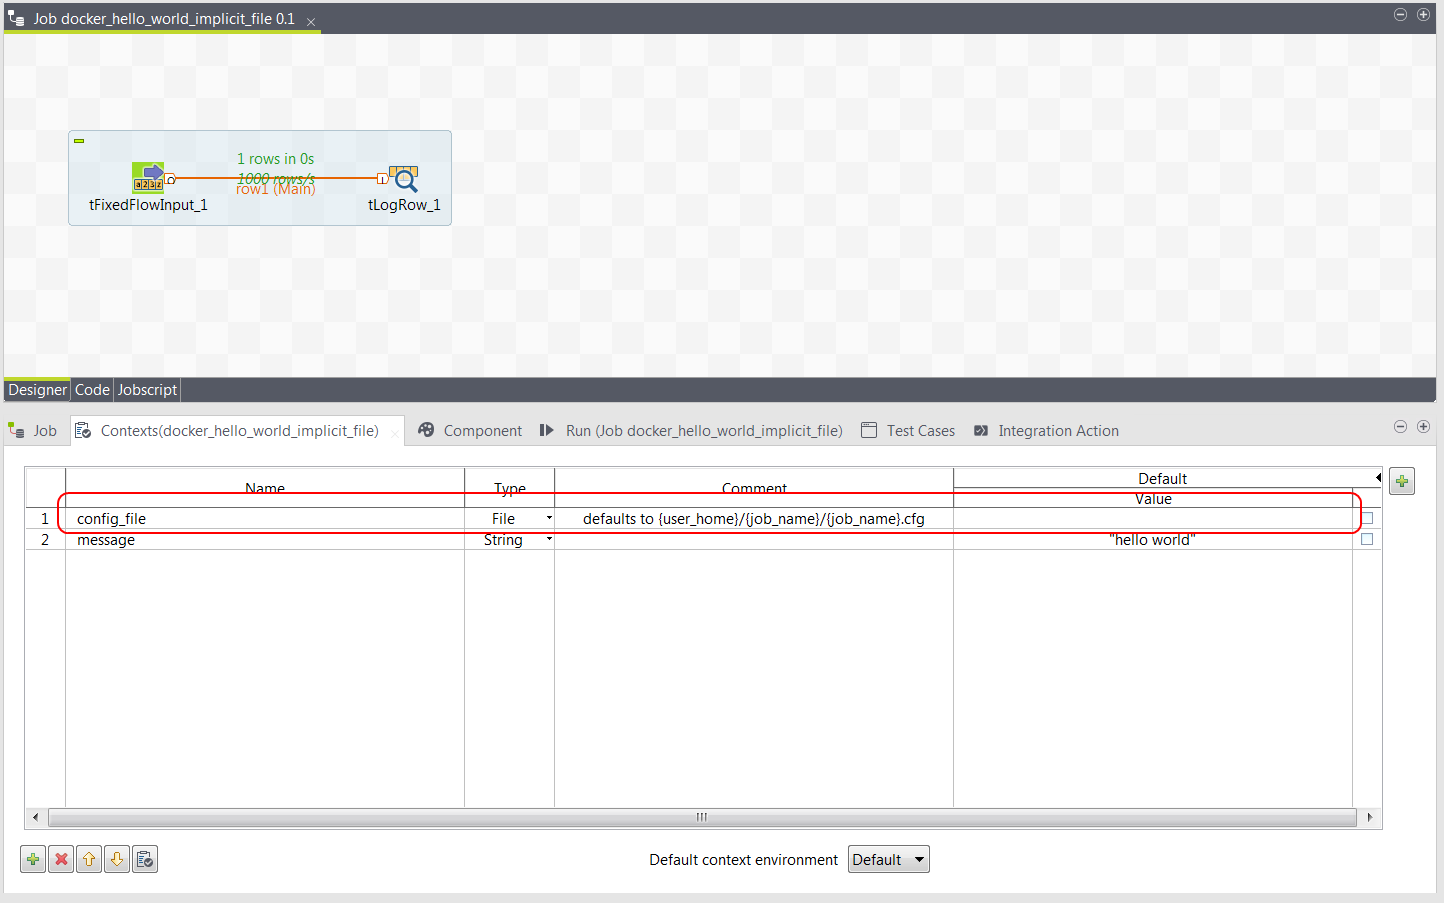 Job docker_hello_world_implicit_file 0.1
1 rows in 0s
1000 rows/s
row1 (Main)
tFixedFlowInput_1
tLogRow_1
Designer Code Jobscript
Job Contexts(docker_hello_world_implicit_file) Component Run (Job docker_hello_world_implicit_file) Test Cases Integration Action
Name Type Comment Default
Value
1 config_file File defaults to {user_home}/{job_name}/{job_name}.cfg
2 message String "hello world"
Default context environment Default